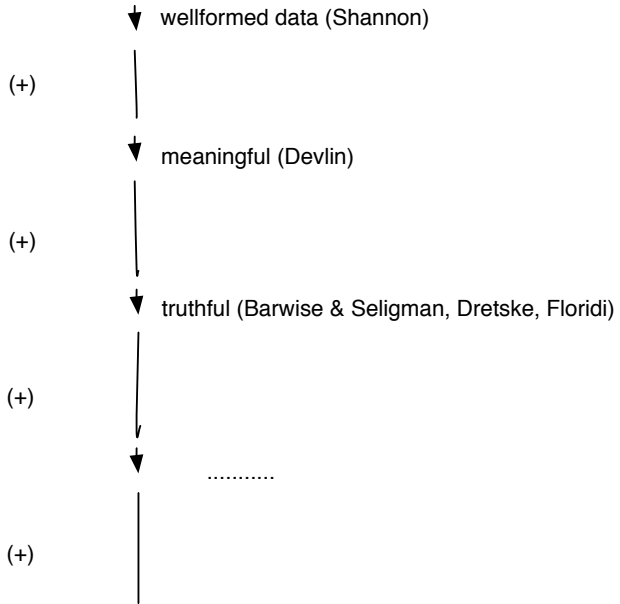 wellformed data (Shannon)
(+)
meaningful (Devlin)
(+)
truthful (Barwise & Seligman, Dretske, Floridi)
(+)
...........
(+)